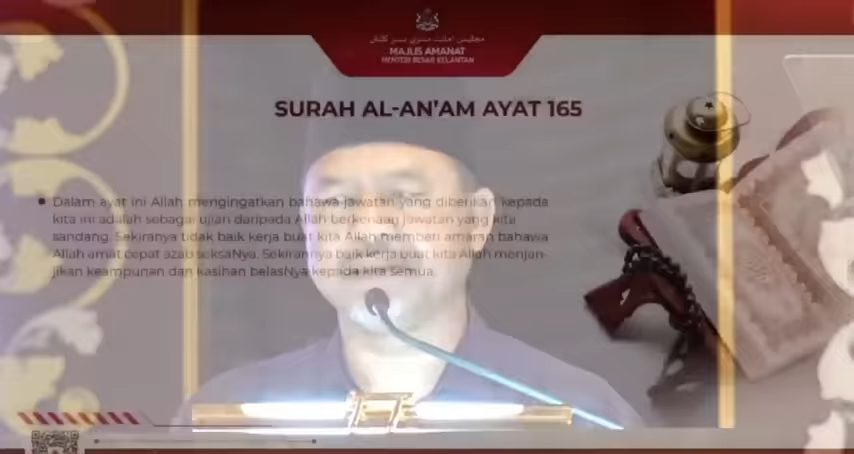 MAJLIS AMANAT
MENTERI BESAR KELANTAN
SURAH AL-AN'AM AYAT 165
Dalam ayat ini Allah mengingatkan bahawa jawatan yang diberikan kepada
kita ini adalah sebagai ujian daripada Allah berkenaan jawatan yang kita
sandang. Sekiranya tidak baik kerja buat kita Allah memberi amaran bahawa
Allah amat cepat azab seksaNya. Sekirannya baik kerja buat kita Allah menjan-
jikan keampunan dan kasihan belasNya kepada kita semua.